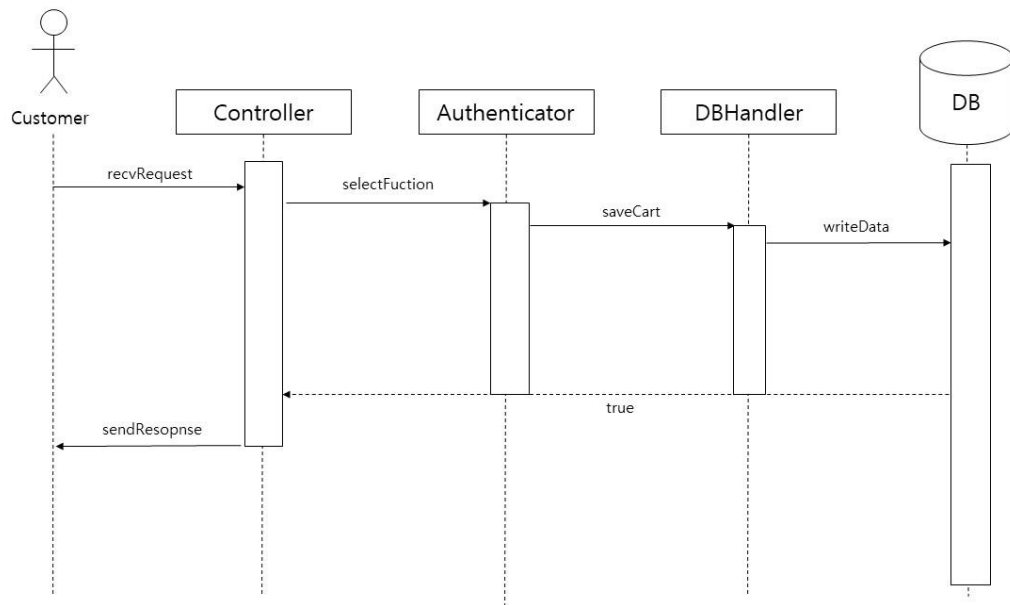 Customer
Controller
Authenticator
DBHandler
DB
recvRequest
selectFuction
saveCart
writeData
true
sendResopnse